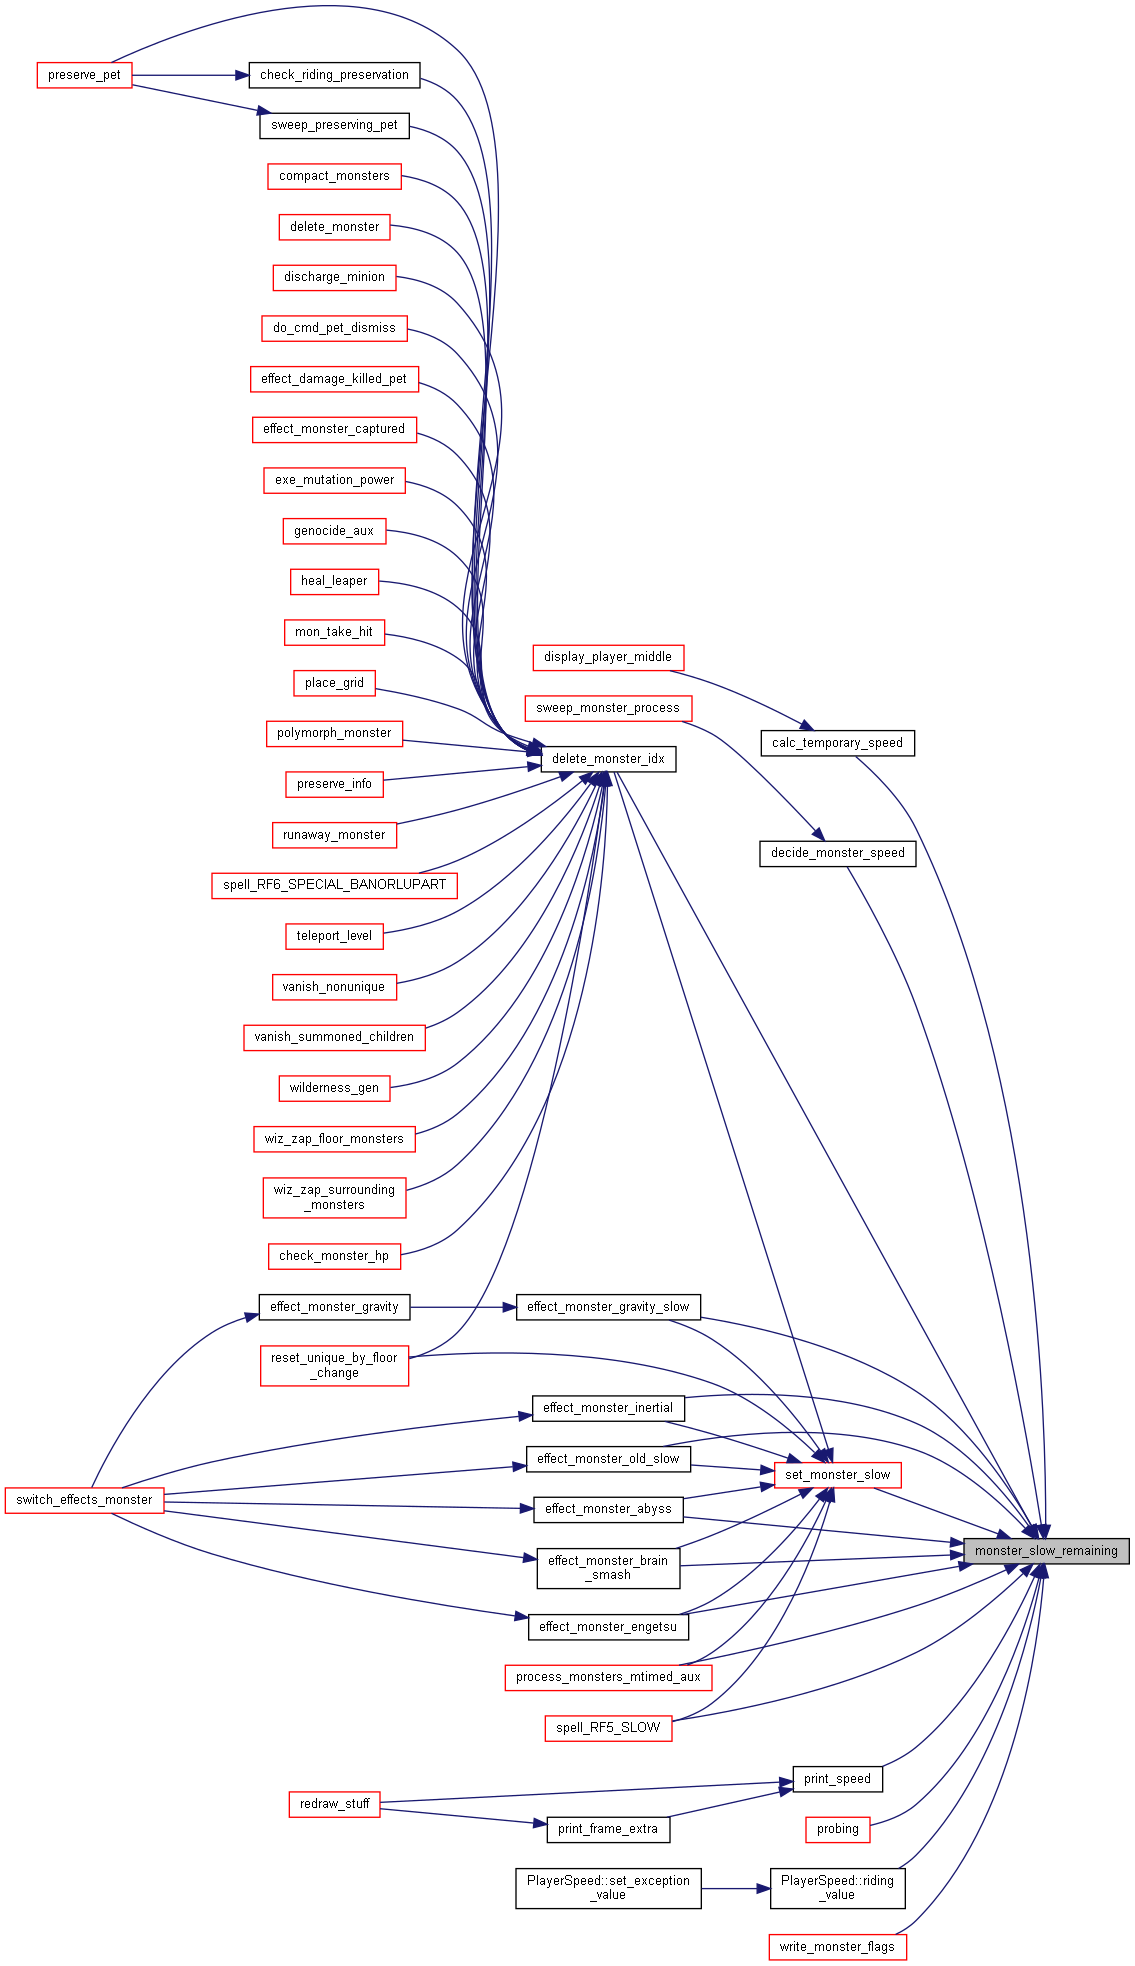 preserve_pet
check_riding_preservation
sweep_preserving_pet
compact_monsters
delete_monster
discharge_minion
do_cmd_pet_dismiss
effect_damage_killed_pet
effect_monster_captured
exe_mutation_power
genocide_aux
heal_leaper
mon_take_hit
display_player_middle
place_grid
sweep_monster_process
polymorph_monster
calc_temporary_speed
delete_monster_idx
preserve_info
runaway_monster
decide_monster_speed
spell_RF6_SPECIAL_BANORLUPART
teleport_level
vanish_nonunique
vanish_summoned_children
wilderness_gen
wiz_zap_floor_monsters
wiz_zap_surrounding
_monsters
check_monster_hp
effect_monster_gravity
effect_monster_gravity_slow
reset_unique_by_floor
_change
effect_monster_inertial
effect_monster_old_slow
set_monster_slow
switch_effects_monster
effect_monster_abyss
monster_slow_remaining
effect_monster_brain
_smash
effect_monster_engetsu
process_monsters_mtimed_aux
spell_RF5_SLOW
print_speed
redraw_stuff
print_frame_extra
probing
PlayerSpeed::set_exception
_value
PlayerSpeed::riding
_value
write_monster_flags